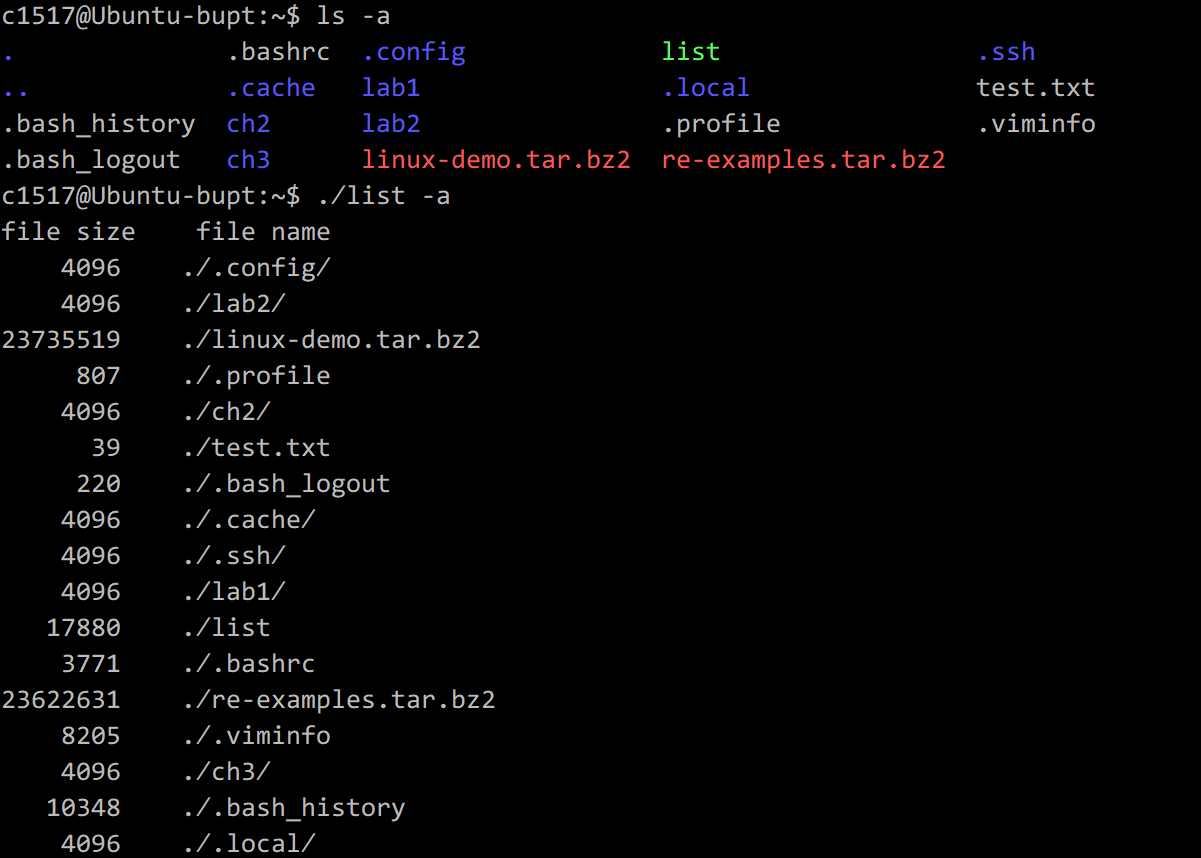 c1517@Ubuntu-bupt:~$ ls -a
.              .bashrc  .config             list                 .ssh
..             .cache   lab1                .local               test.txt
.bash_history  ch2      lab2                .profile             .viminfo
.bash_logout   ch3      linux-demo.tar.bz2  re-examples.tar.bz2
c1517@Ubuntu-bupt:~$ ./list -a
file size    file name
    4096    ./.config/
    4096    ./lab2/
23735519    ./linux-demo.tar.bz2
     807    ./.profile
    4096    ./ch2/
      39    ./test.txt
     220    ./.bash_logout
    4096    ./.cache/
    4096    ./.ssh/
    4096    ./lab1/
   17880    ./list
    3771    ./.bashrc
23622631    ./re-examples.tar.bz2
    8205    ./.viminfo
    4096    ./ch3/
   10348    ./.bash_history
    4096    ./.local/